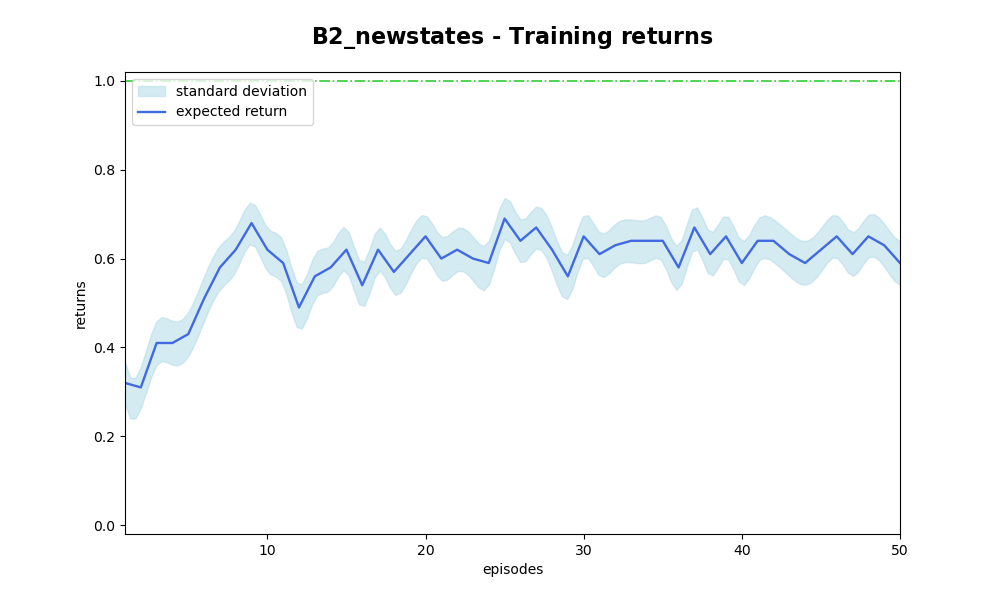 B2_newstates - Training returns
1.0
standard deviation
expected return
0.8
0.6
returns
0.4
0.2
0.0
10 20 30 40 50
episodes